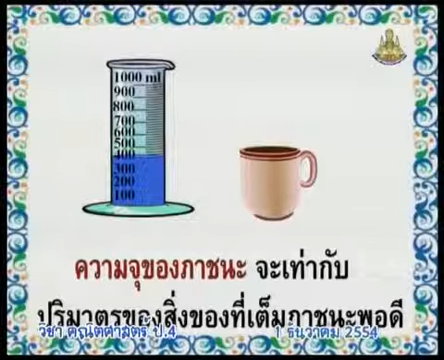 1000 ml
900
800
700
600
500
400
300
200
100
ความจุของภาชนะ จะเท่ากับ
ปริมาตรของสิ่งของที่เต็มภาชนะพอดี
วิชา คณิตศาสตร์ ป.4
1 ธันวาคม 2554